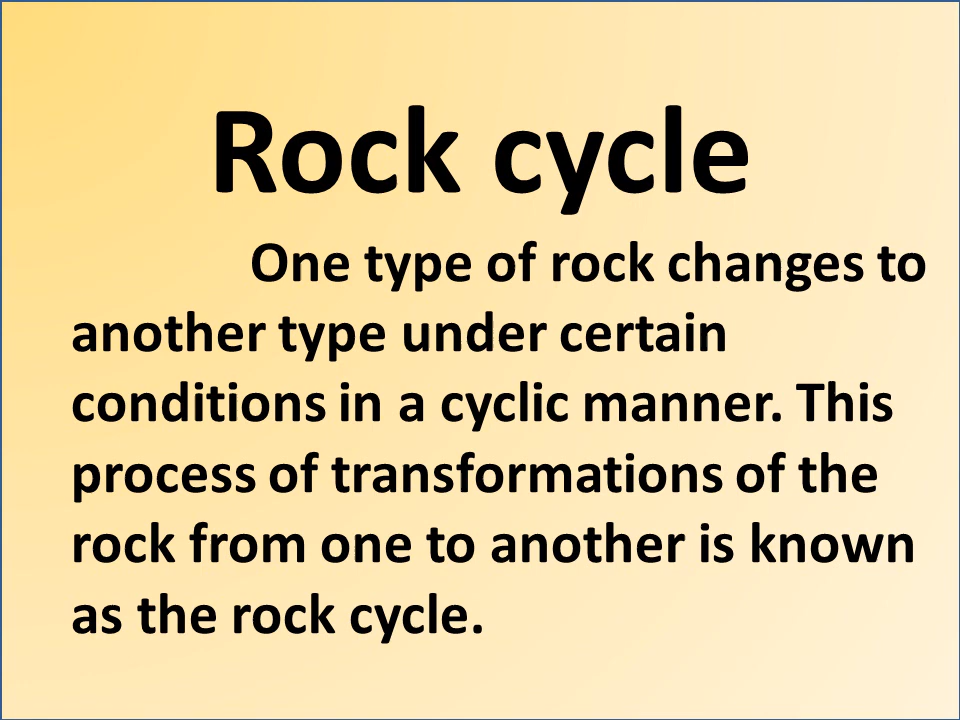 Rock cycle
One type of rock changes to
another type under certain
conditions in a cyclic manner. This
process of transformations of the
rock from one to another is known
as the rock cycle.